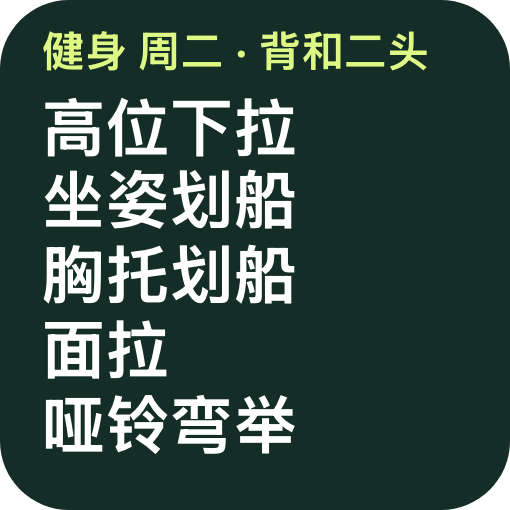 健身 周二 · 背和二头
高位下拉
坐姿划船
胸托划船
面拉
哑铃弯举